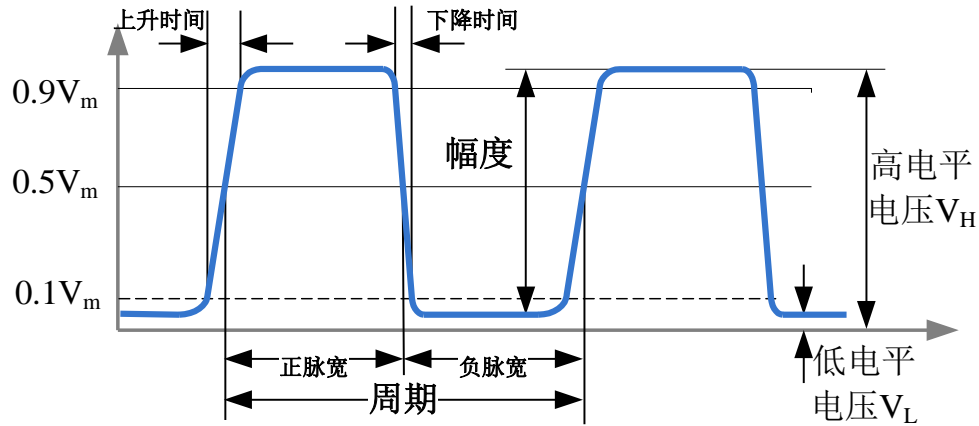 上升时间
下降时间
0.9Vm
幅度
高电平
电压VH
0.5Vm
0.1Vm
正脉宽
负脉宽
周期
低电平
电压VL